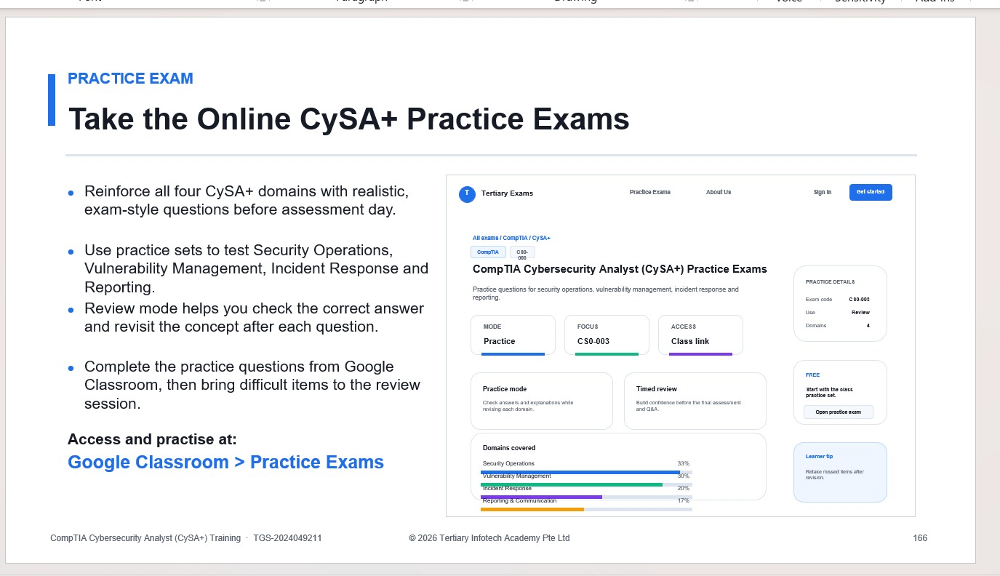 Font
Paragraph
Drawing
Voice
Sensitivity
Add-ins
PRACTICE EXAM
Take the Online CySA+ Practice Exams
Reinforce all four CySA+ domains with realistic,
exam-style questions before assessment day.
Use practice sets to test Security Operations,
Vulnerability Management, Incident Response and
Reporting.
Review mode helps you check the correct answer
and revisit the concept after each question.
Complete the practice questions from Google
Classroom, then bring difficult items to the review
session.
Access and practise at:
Google Classroom > Practice Exams
T
Tertiary Exams
Practice Exams
About Us
Sign in
Get started
All exams / CompTIA / CySA+
CompTIA
CS0-
003
CompTIA Cybersecurity Analyst (CySA+) Practice Exams
Practice questions for security operations, vulnerability management, incident response and
reporting.
MODE
Practice
FOCUS
CS0-003
ACCESS
Class link
Practice mode
Check answers and explanations while
revising each domain.
Timed review
Build confidence before the final assessment
and Q&A.
Domains covered
Security Operations 33%
Vulnerability Management 30%
Incident Response 20%
Reporting & Communication 17%
PRACTICE DETAILS
Exam code CS0-003
Use Review
Domains 4
FREE
Start with the class
practice set.
Open practice exam
Learner tip
Retake missed items after
revision.
CompTIA Cybersecurity Analyst (CySA+) Training · TGS-2024049211
© 2026 Tertiary Infotech Academy Pte Ltd
166